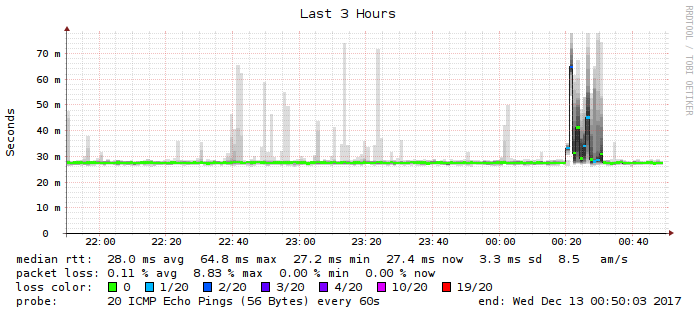 Last 3 Hours
RRDTOOL / TOBI OETIKER
Seconds
70 m
60 m
50 m
40 m
30 m
20 m
10 m
0
22:00 22:20 22:40 23:00 23:20 23:40 00:00 00:20 00:40
median rtt: 28.0 ms avg 64.8 ms max 27.2 ms min 27.4 ms now 3.3 ms sd 8.5 am/s
packet loss: 0.11 % avg 8.83 % max 0.00 % min 0.00 % now
loss color: 0 1/20 2/20 3/20 4/20 10/20 19/20
probe: 20 ICMP Echo Pings (56 Bytes) every 60s end: Wed Dec 13 00:50:03 2017